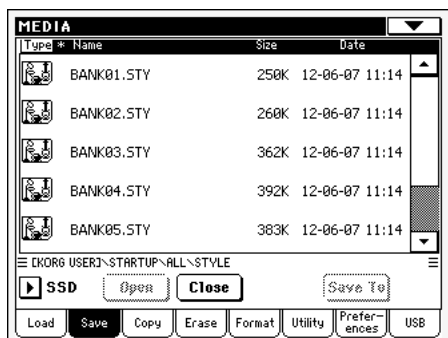 MEDIA
Type * Name Size Date
BANK01.STY 250K 12-06-07 11:14
BANK02.STY 260K 12-06-07 11:14
BANK03.STY 362K 12-06-07 11:14
BANK04.STY 392K 12-06-07 11:14
BANK05.STY 383K 12-06-07 11:14
[KORG USER]\STARTUP\ALL\STYLE
SSD Open Close Save To
Load Save Copy Erase Format Utility Prefer-ences USB